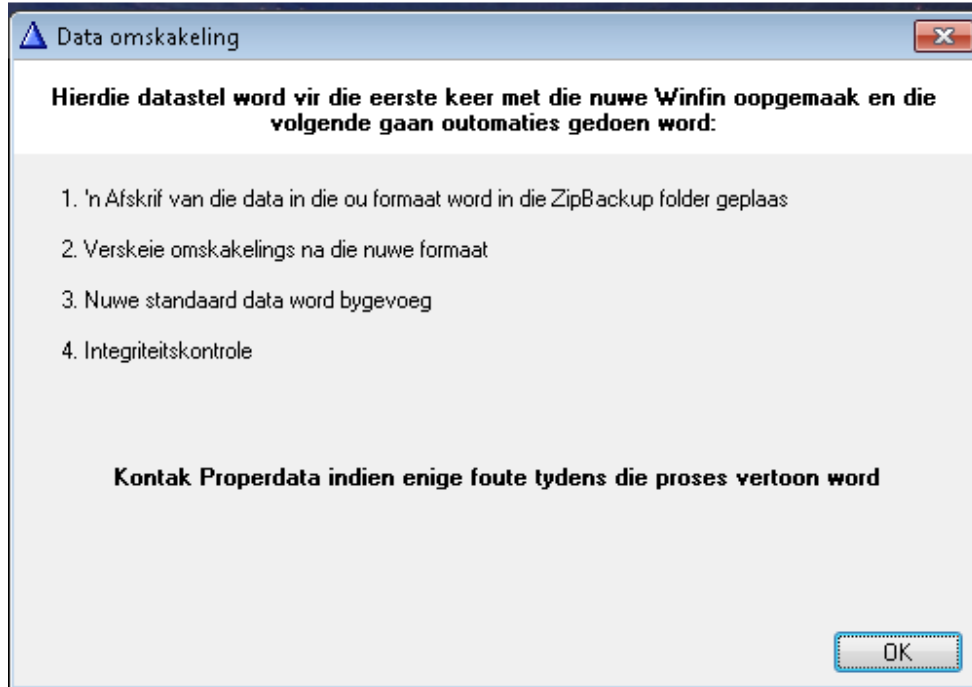 Data omskakeling
Hierdie datastel word vir die eerste keer met die nuwe Winfin oopgemaak en die
volgende gaan outomaties gedoen word:
1. 'n Afskrif van die data in die ou formaat word in die ZipBackup folder geplaas
2. Verskeie omskakelings na die nuwe formaat
3. Nuwe standaard data word bygevoeg
4. Integriteitskontrole
Kontak Properdata indien enige foute tydens die proses vertoon word
OK